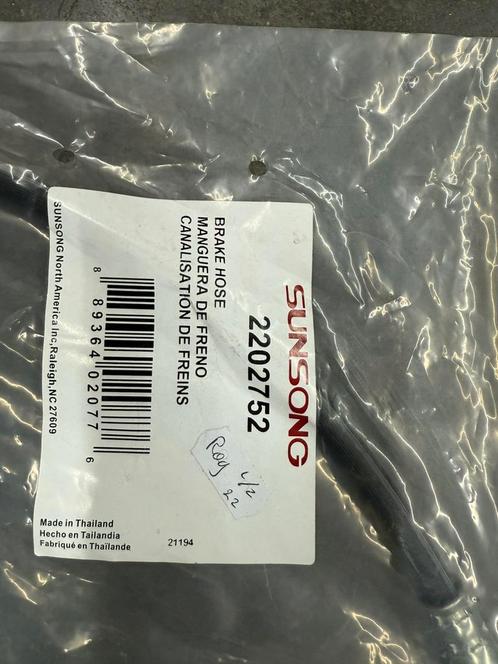 SUNSONG
2202752
BRAKE HOSE
MANGUERA DE FRENO
CANALISATION DE FREINS
8 89364 02077 6
SUNSONG North America Inc,Raleigh,NC 27609
Made in Thailand
Hecho en Tailandia
Fabriqué en Thaïlande
21194
22